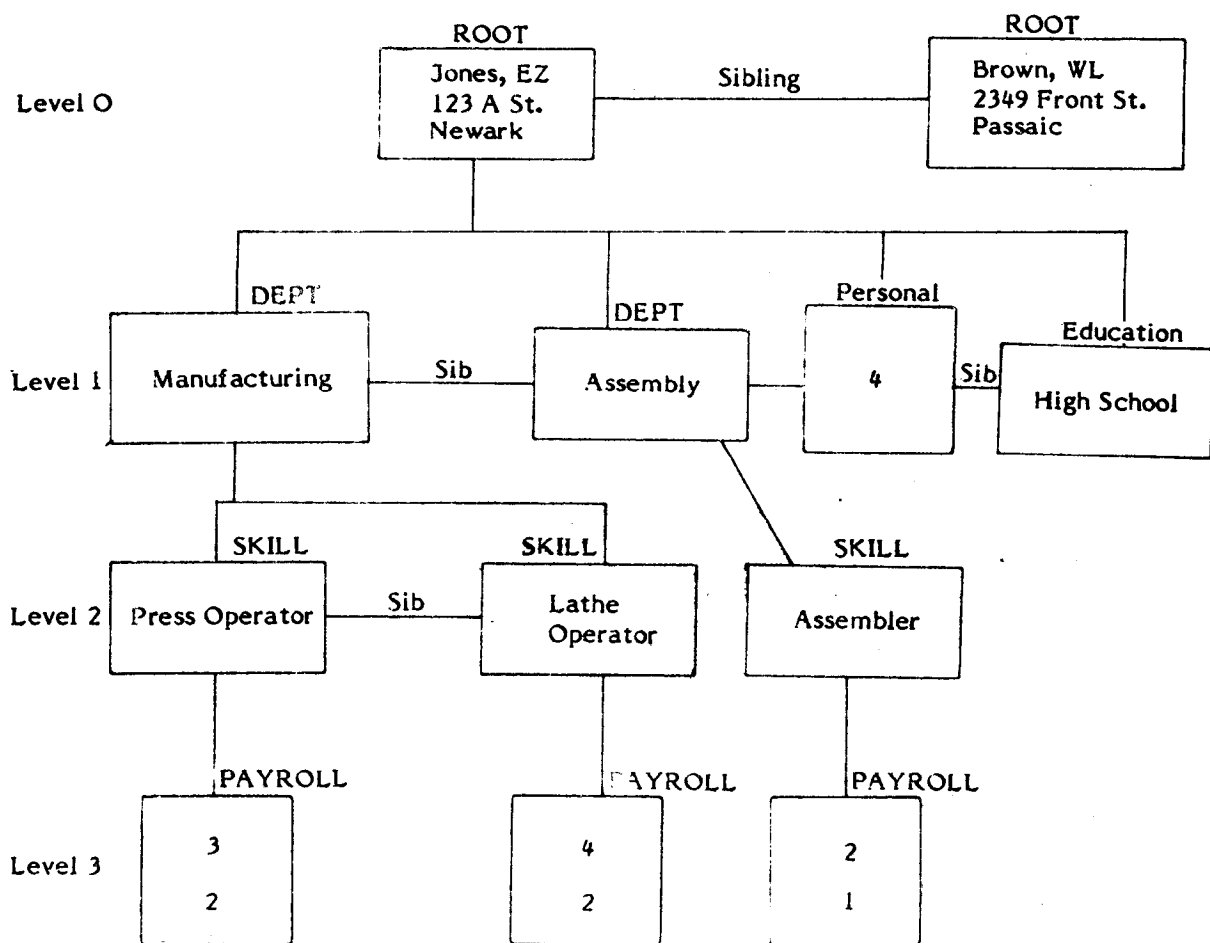 ROOT
ROOT
Level O
Jones, EZ
123 A St.
Newark
Sibling
Brown, WL
2349 Front St.
Passaic
DEPT
DEPT
Personal
Education
Level 1
Manufacturing
Sib
Assembly
4
Sib
High School
SKILL
SKILL
SKILL
Level 2
Press Operator
Sib
Lathe
Operator
Assembler
PAYROLL
PAYROLL
PAYROLL
Level 3
3
2
4
2
2
1